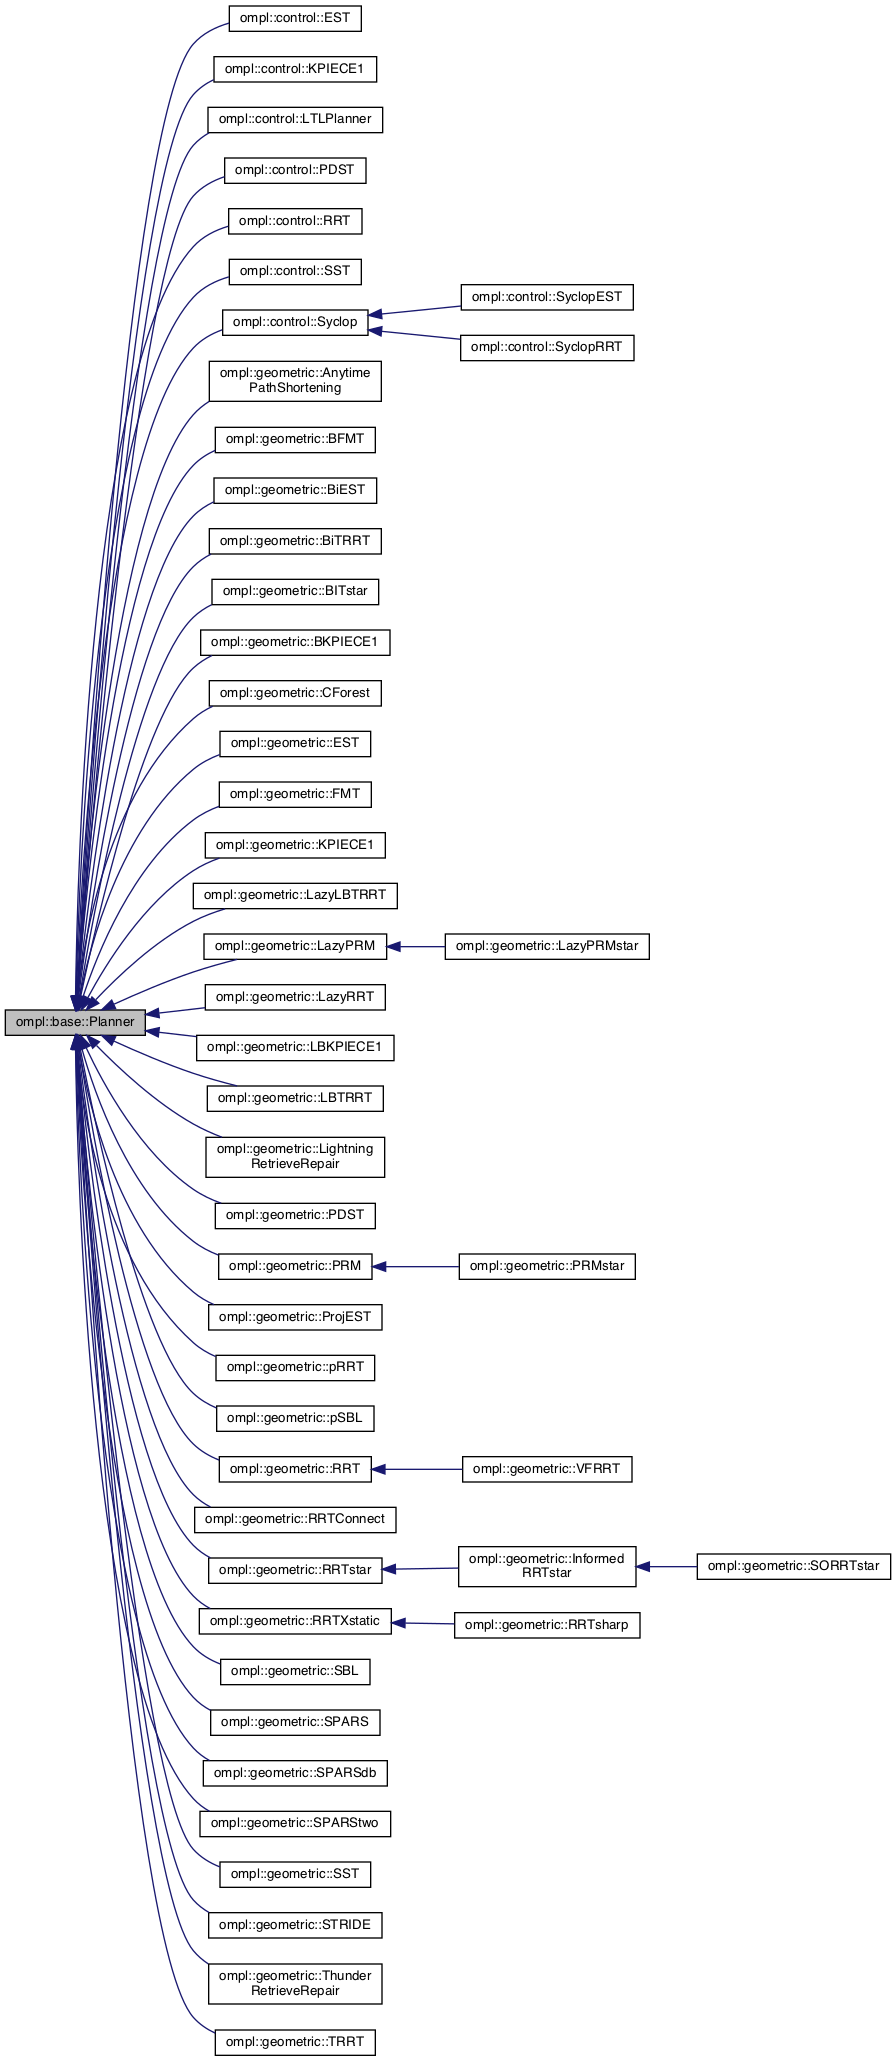 ompl::control::EST
ompl::control::KPIECE1
ompl::control::LTLPlanner
ompl::control::PDST
ompl::control::RRT
ompl::control::SST
ompl::control::SyclopEST
ompl::control::Syclop
ompl::control::SyclopRRT
ompl::geometric::Anytime
PathShortening
ompl::geometric::BFMT
ompl::geometric::BiEST
ompl::geometric::BiTRRT
ompl::geometric::BITstar
ompl::geometric::BKPIECE1
ompl::geometric::CForest
ompl::geometric::EST
ompl::geometric::FMT
ompl::geometric::KPIECE1
ompl::geometric::LazyLBTRRT
ompl::geometric::LazyPRM
ompl::geometric::LazyPRMstar
ompl::geometric::LazyRRT
ompl::base::Planner
ompl::geometric::LBKPIECE1
ompl::geometric::LBTRRT
ompl::geometric::Lightning
RetrieveRepair
ompl::geometric::PDST
ompl::geometric::PRM
ompl::geometric::PRMstar
ompl::geometric::ProjEST
ompl::geometric::pRRT
ompl::geometric::pSBL
ompl::geometric::RRT
ompl::geometric::VFRRT
ompl::geometric::RRTConnect
ompl::geometric::RRTstar
ompl::geometric::Informed
RRTstar
ompl::geometric::SORRTstar
ompl::geometric::RRTXstatic
ompl::geometric::RRTsharp
ompl::geometric::SBL
ompl::geometric::SPARS
ompl::geometric::SPARSdb
ompl::geometric::SPARStwo
ompl::geometric::SST
ompl::geometric::STRIDE
ompl::geometric::Thunder
RetrieveRepair
ompl::geometric::TRRT